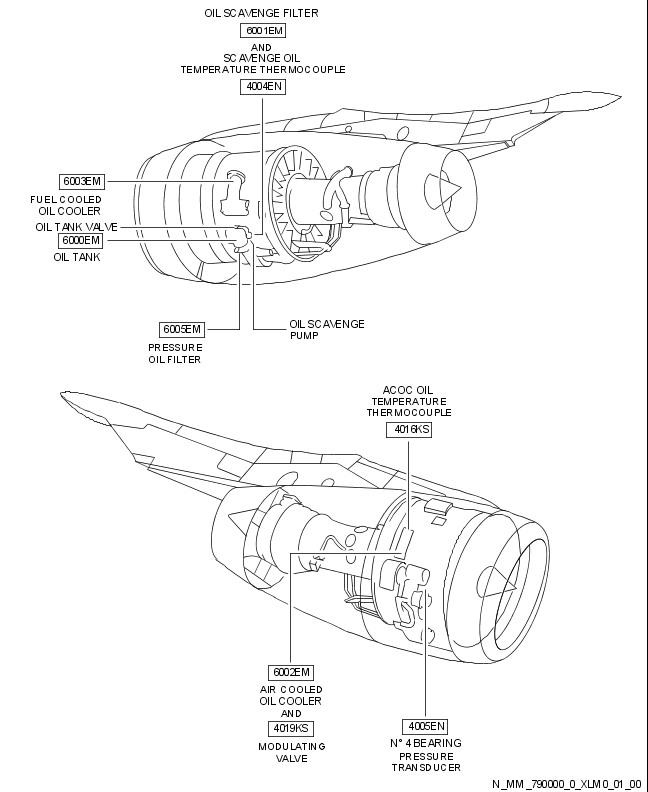 OIL SCAVENGE FILTER
6001EM
AND
SCAVENGE OIL
TEMPERATURE THERMOCOUPLE
4004EN
6003EM
FUEL COOLED
OIL COOLER
OIL TANK VALVE
6000EM
OIL TANK
6005EM
PRESSURE
OIL FILTER
OIL SCAVENGE
PUMP
ACOC OIL
TEMPERATURE
THERMOCOUPLE
4016KS
6002EM
AIR COOLED
OIL COOLER
AND
4019KS
MODULATING
VALVE
4005EN
N° 4 BEARING
PRESSURE
TRANSDUCER
N_MM_790000_0_XLM0_01_00